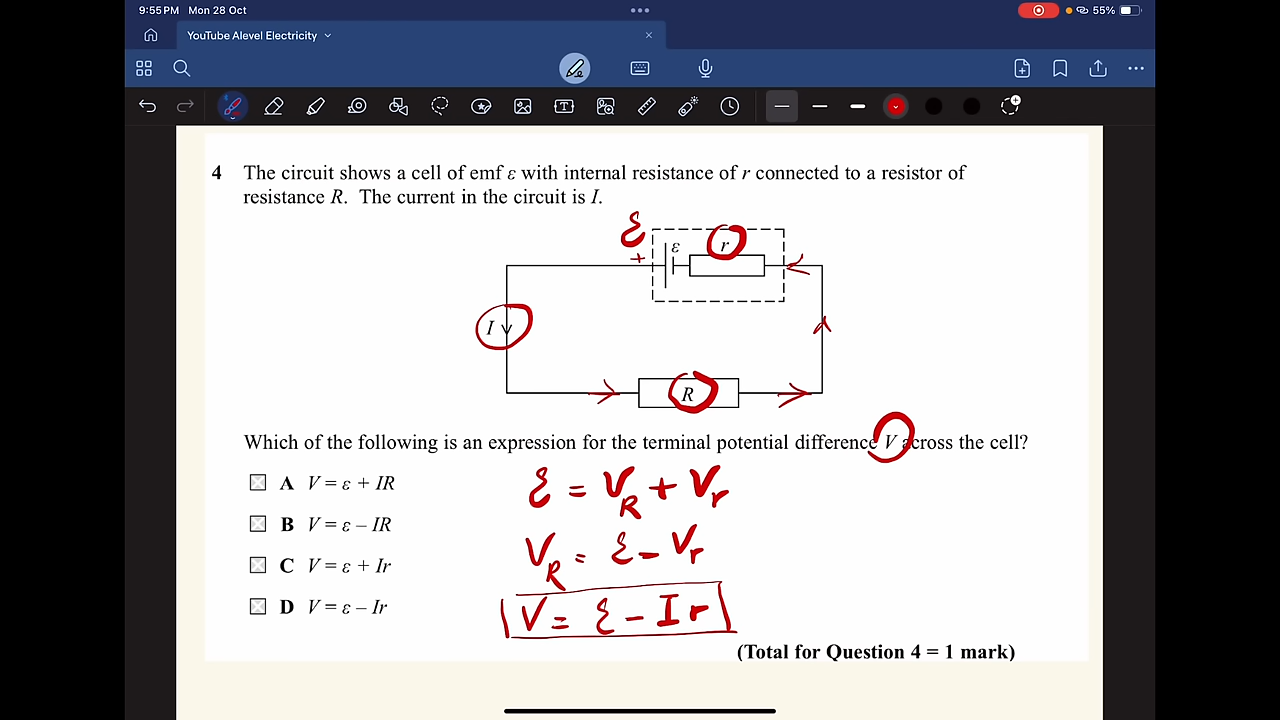 9:55 PM Mon 28 Oct
55%
YouTube Alevel Electricity
4 The circuit shows a cell of emf ε with internal resistance of r connected to a resistor of
resistance R. The current in the circuit is I.
ℰ
+
ε
r
I
R
Which of the following is an expression for the terminal potential difference V across the cell?
A V = ε + IR
B V = ε – IR
C V = ε + Ir
D V = ε – Ir
ℰ = V_R + V_r
V_R = ℰ – V_r
V = ℰ – Ir
(Total for Question 4 = 1 mark)